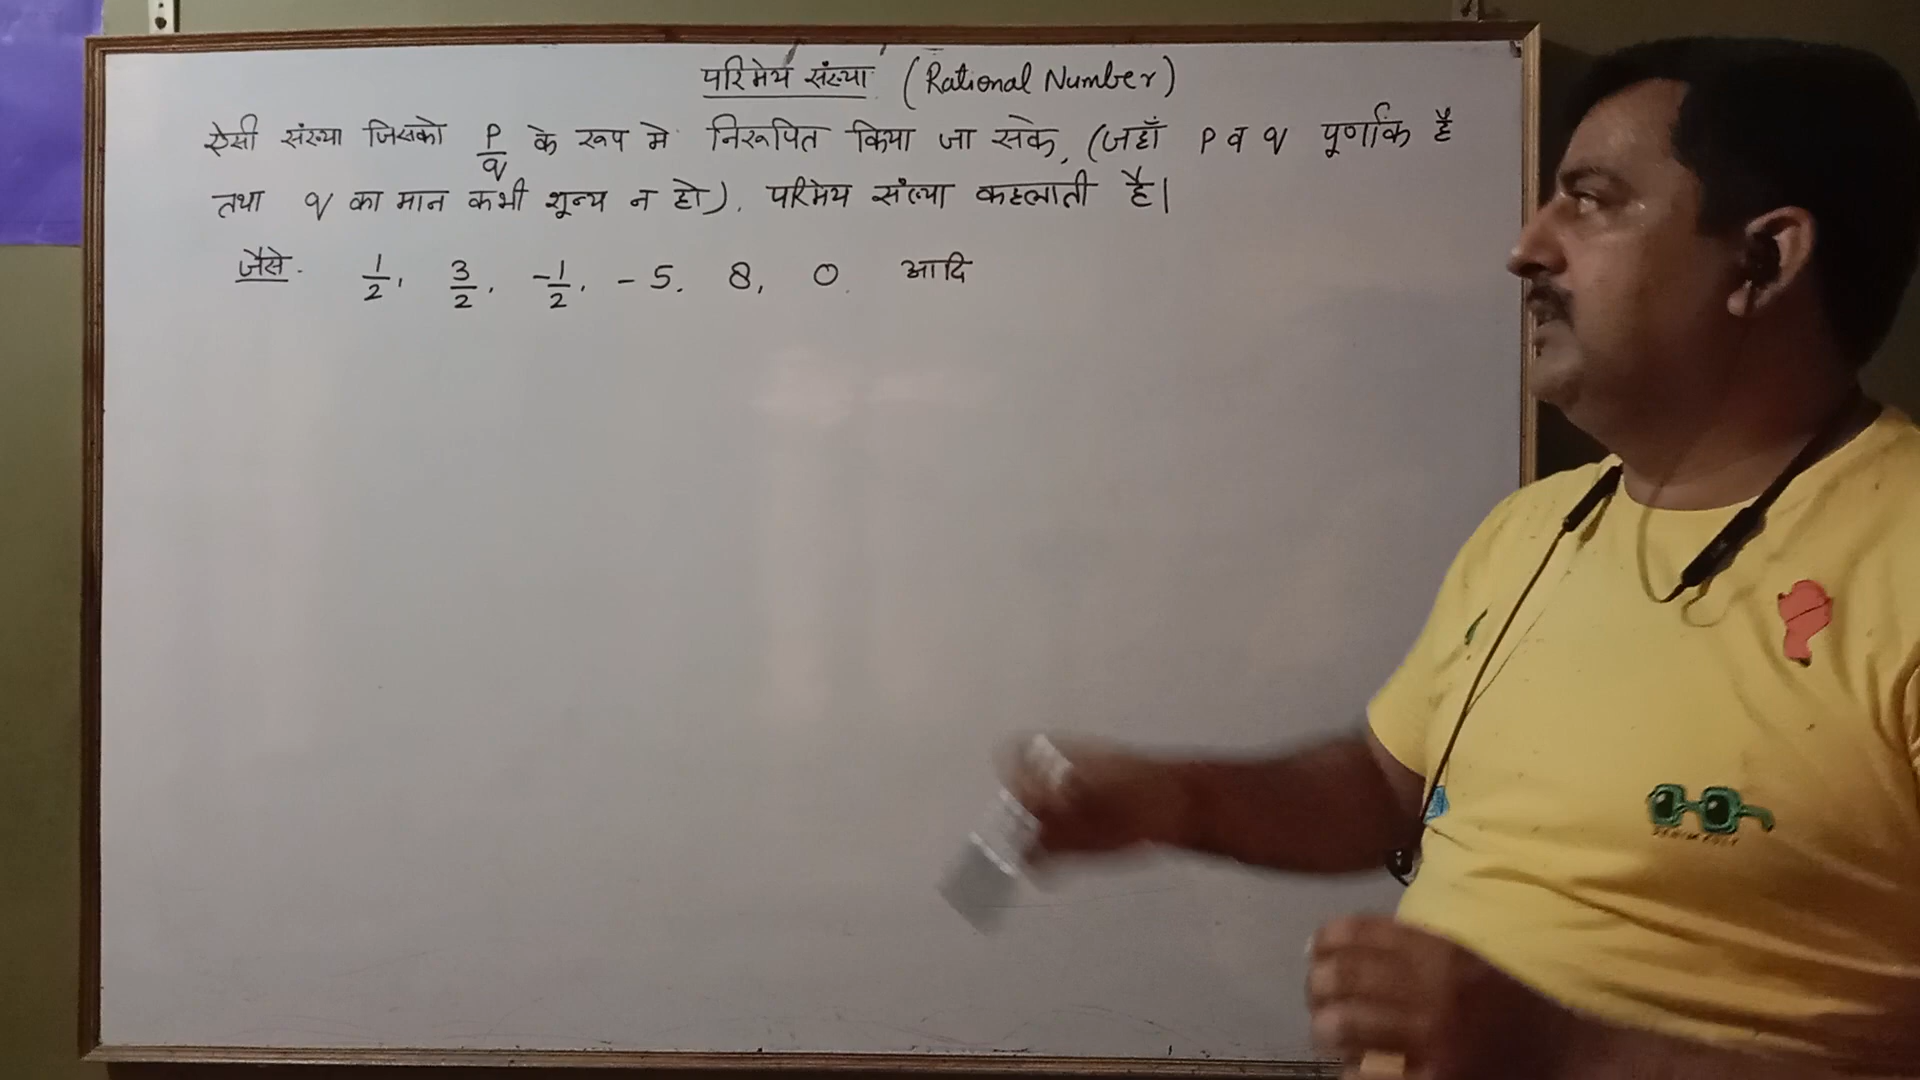 परिमेय संख्या (Rational Number)
ऐसी संख्या जिसको P/q के रूप मे निरूपित किया जा सके, (जहाँ P व q पूर्णांक है
तथा q का मान कभी शून्य न हो), परिमेय संख्या कहलाती है।
जैसे- 1/2, 3/2, -1/2, -5, 8, 0 आदि